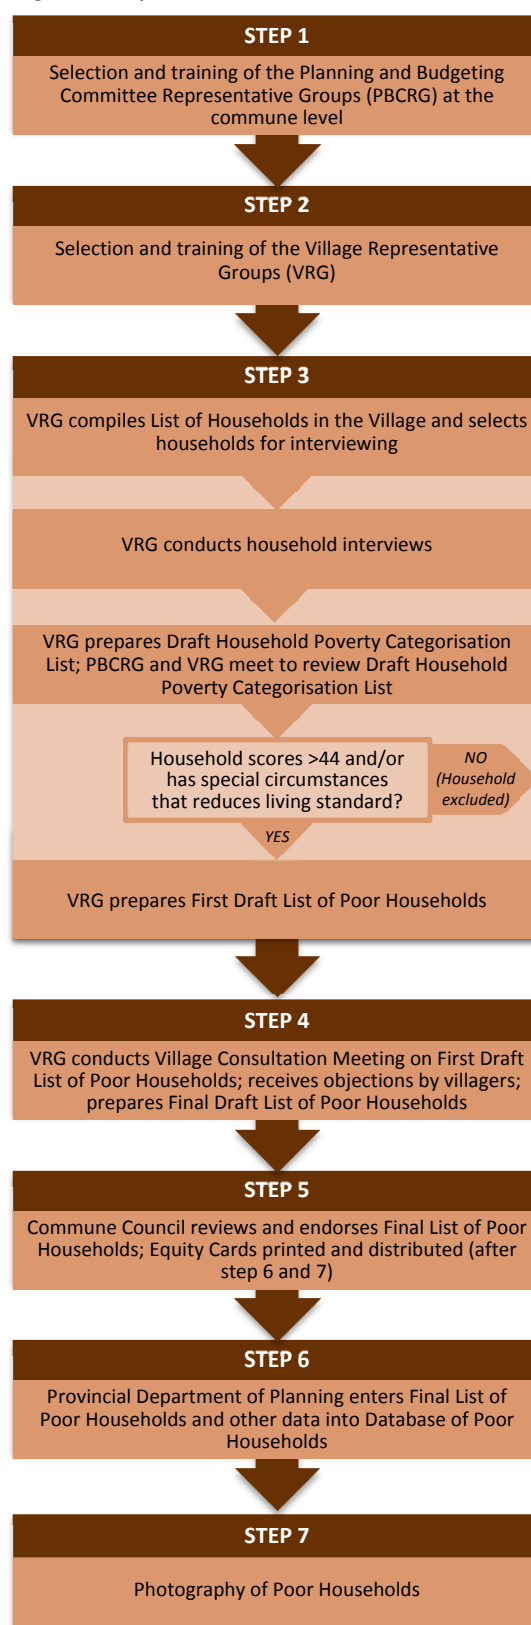 STEP 1
Selection and training of the Planning and Budgeting
Committee Representative Groups (PBCRG) at the
commune level
STEP 2
Selection and training of the Village Representative
Groups (VRG)
STEP 3
VRG compiles List of Households in the Village and selects
households for interviewing
VRG conducts household interviews
VRG prepares Draft Household Poverty Categorisation
List; PBCRG and VRG meet to review Draft Household
Poverty Categorisation List
Household scores >44 and/or
has special circumstances
that reduces living standard?
NO
(Household
excluded)
YES
VRG prepares First Draft List of Poor Households
STEP 4
VRG conducts Village Consultation Meeting on First Draft
List of Poor Households; receives objections by villagers;
prepares Final Draft List of Poor Households
STEP 5
Commune Council reviews and endorses Final List of Poor
Households; Equity Cards printed and distributed (after
step 6 and 7)
STEP 6
Provincial Department of Planning enters Final List of
Poor Households and other data into Database of Poor
Households
STEP 7
Photography of Poor Households